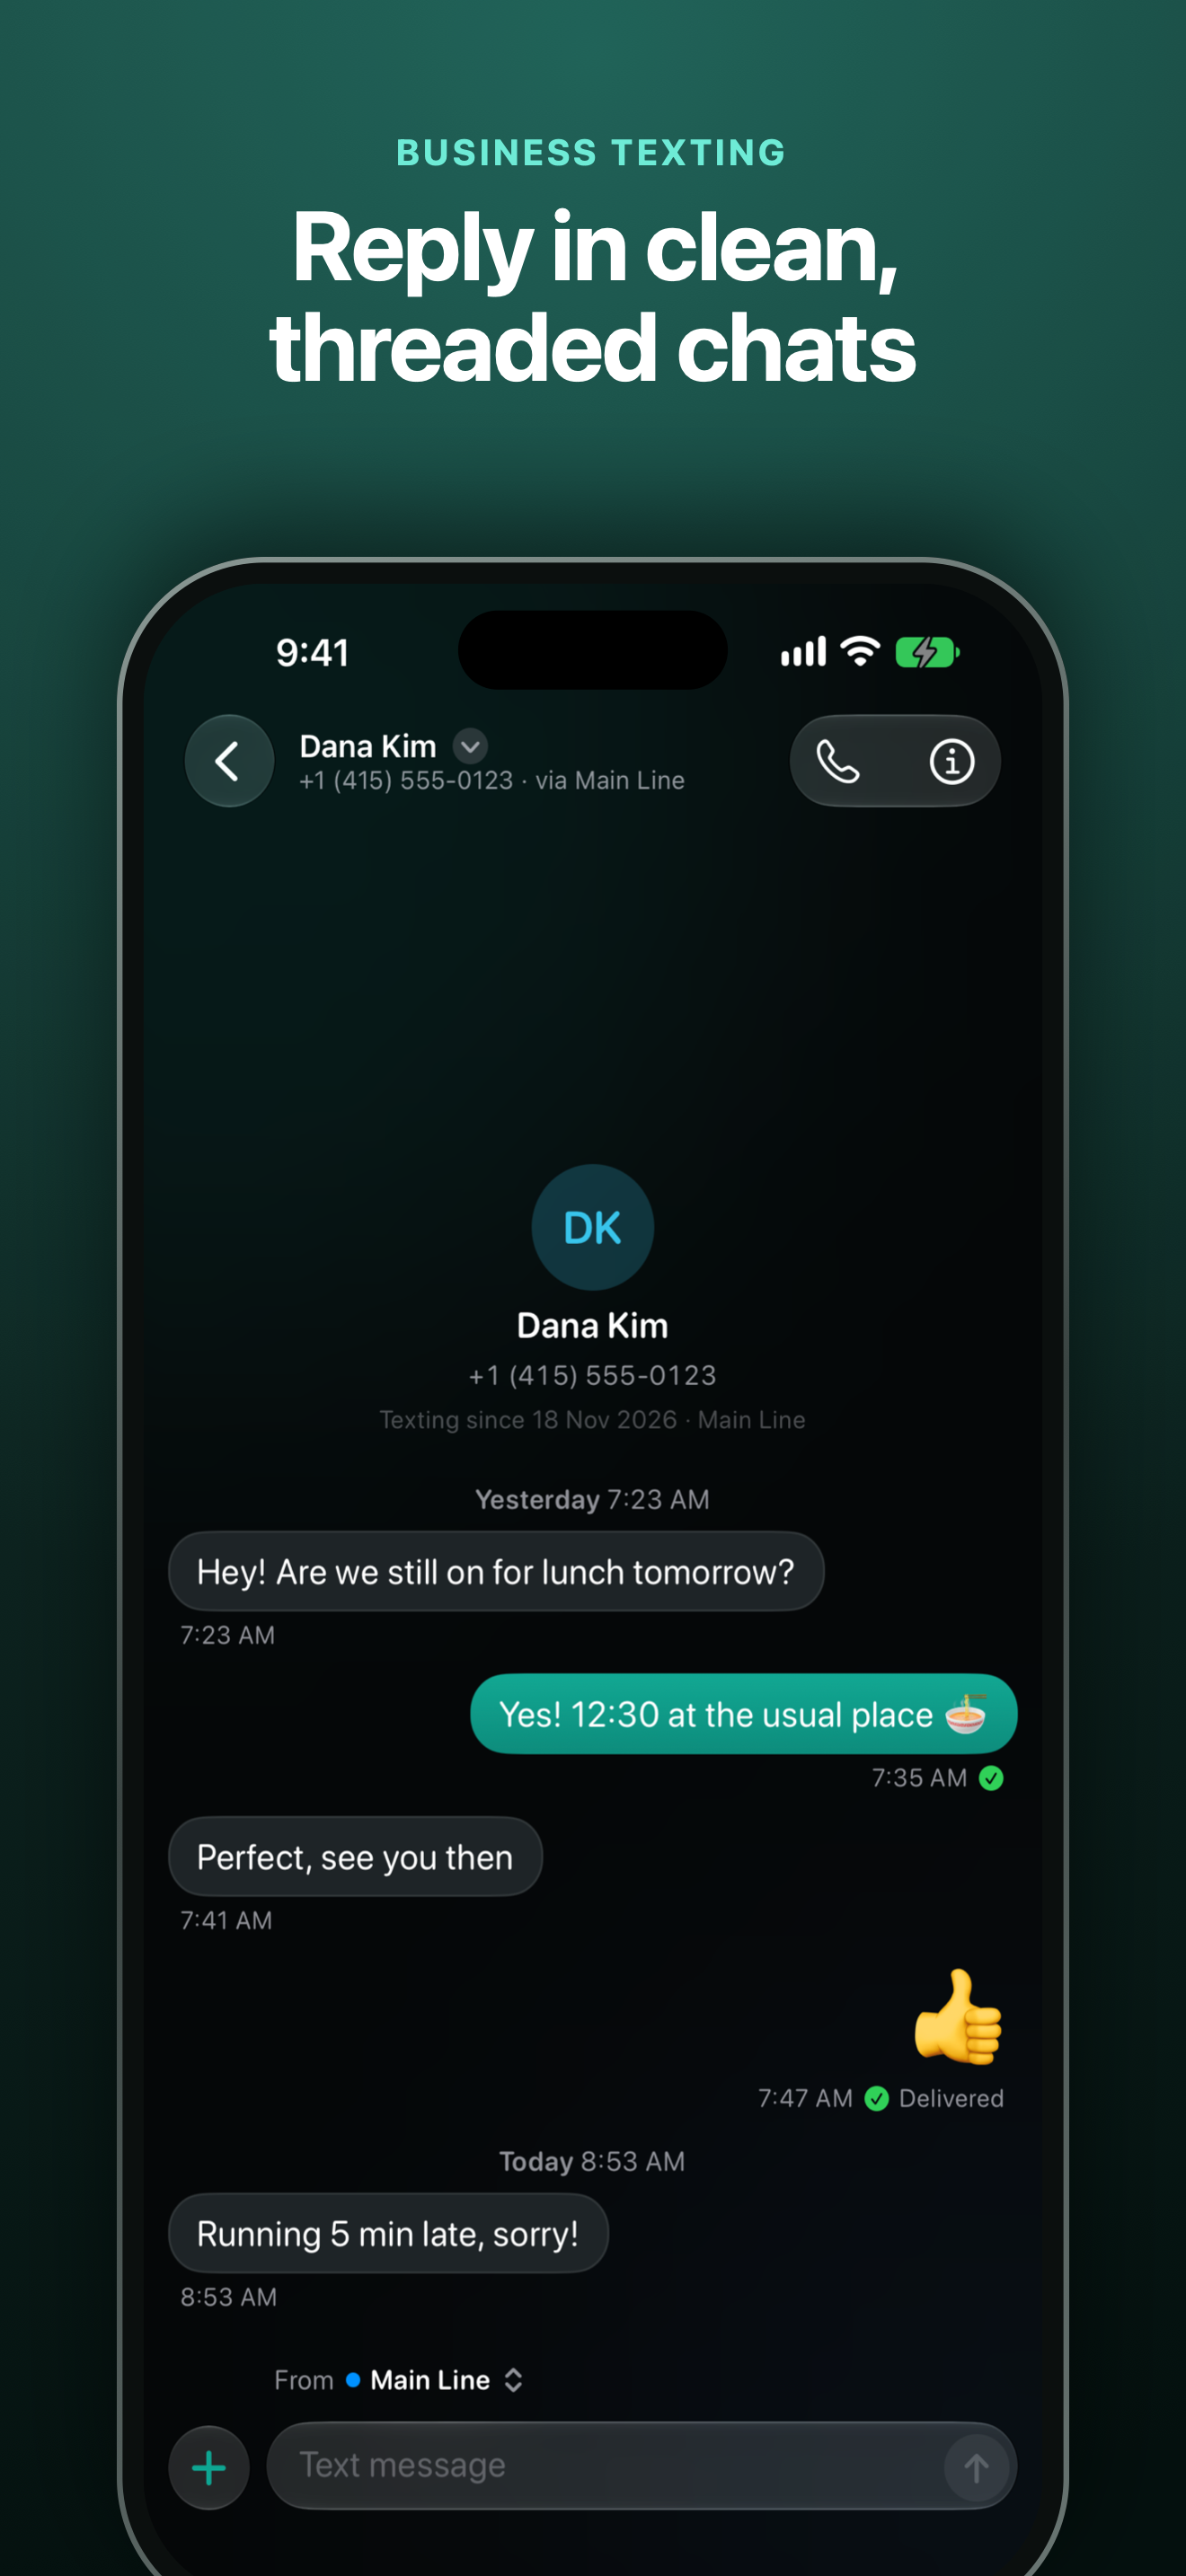 BUSINESS TEXTING
Reply in clean,
threaded chats
9:41
Dana Kim
+1 (415) 555-0123 · via Main Line
DK
Dana Kim
+1 (415) 555-0123
Texting since 18 Nov 2026 · Main Line
Yesterday 7:23 AM
Hey! Are we still on for lunch tomorrow?
7:23 AM
Yes! 12:30 at the usual place 🍜
7:35 AM
Perfect, see you then
7:41 AM
👍
7:47 AM Delivered
Today 8:53 AM
Running 5 min late, sorry!
8:53 AM
From Main Line
Text message